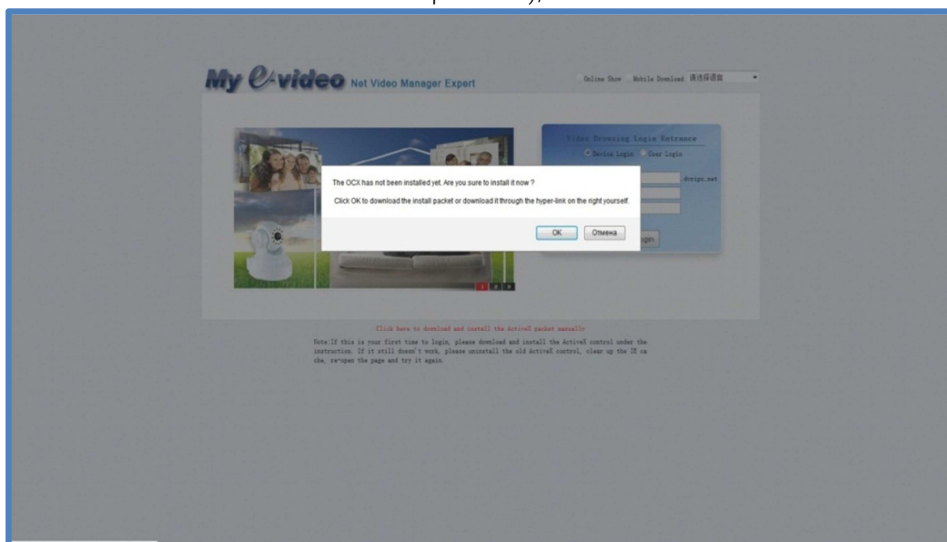 My e-video Net Video Manager Expert
Online Show Mobile Download 请选择语言
Video Browsing Login Entrance
Device Login User Login
The OCX has not been installed yet. Are you sure to install it now ?
Click OK to download the install packet or download it through the hyper-link on the right yourself.
OK Отмена
1 2 3
Click here to download and install the ActiveX packet manually
Note:If this is your first time to login, please download and install the ActiveX control under the
instruction. If it still doesn't work, please uninstall the old ActiveX control, clear up the IE ca
che, re-open the page and try it again.